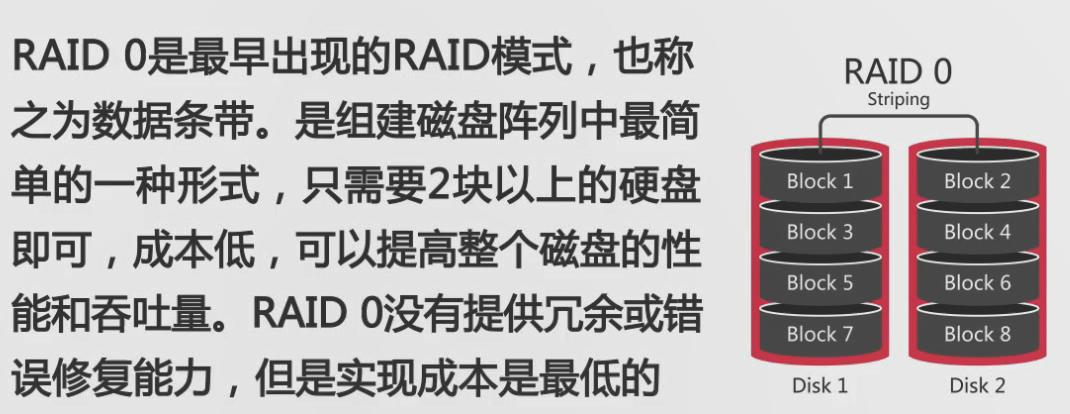 RAID 0是最早出现的RAID模式，也称
之为数据条带。是组建磁盘阵列中最简
单的一种形式，只需要2块以上的硬盘
即可，成本低，可以提高整个磁盘的性
能和吞吐量。RAID 0没有提供冗余或错
误修复能力，但是实现成本是最低的
RAID 0
Striping
Block 1 Block 2
Block 3 Block 4
Block 5 Block 6
Block 7 Block 8
Disk 1 Disk 2